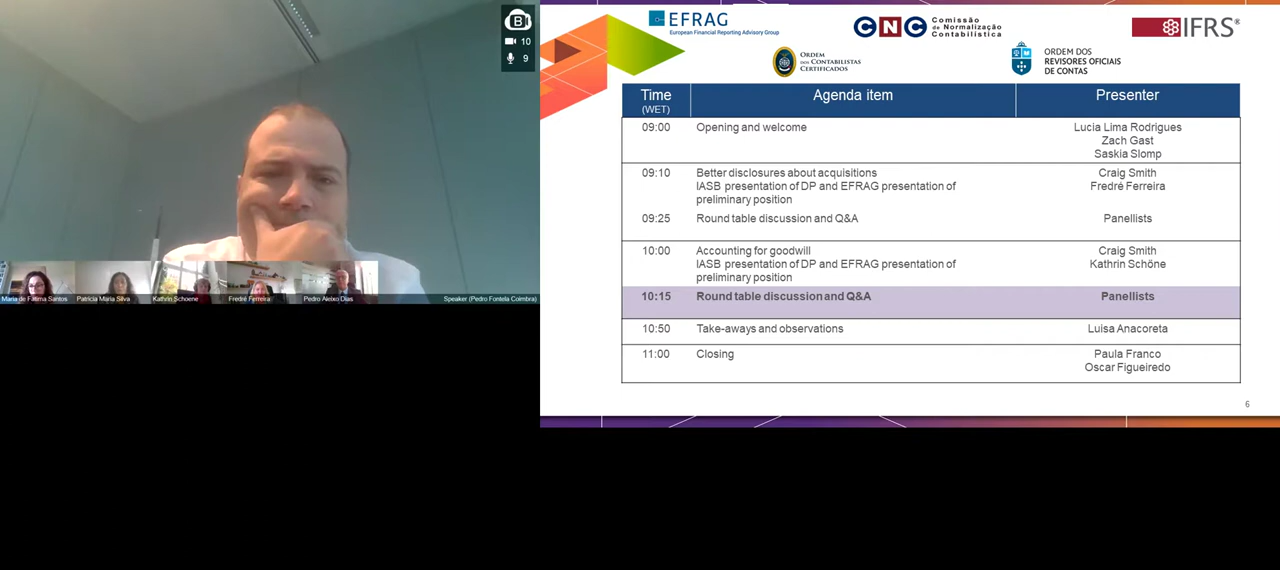 B
10
9
Maria de Fatima Santos
Patrícia Maria Silva
Kathrin Schoene
Fredré Ferreira
Pedro Aleixo Dias
Speaker (Pedro Fontela Coimbra)
EFRAG
European Financial Reporting Advisory Group
CNC
Comissão
de Normalização
Contabilística
IFRS®
ORDEM
DOS CONTABILISTAS
CERTIFICADOS
ORDEM DOS
REVISORES OFICIAIS
DE CONTAS
Time (WET) Agenda item Presenter
09:00 Opening and welcome Lucia Lima Rodrigues
Zach Gast
Saskia Slomp
09:10 Better disclosures about acquisitions Craig Smith
IASB presentation of DP and EFRAG presentation of Fredré Ferreira
preliminary position
09:25 Round table discussion and Q&A Panellists
10:00 Accounting for goodwill Craig Smith
IASB presentation of DP and EFRAG presentation of Kathrin Schöne
preliminary position
10:15 Round table discussion and Q&A Panellists
10:50 Take-aways and observations Luisa Anacoreta
11:00 Closing Paula Franco
Oscar Figueiredo
6